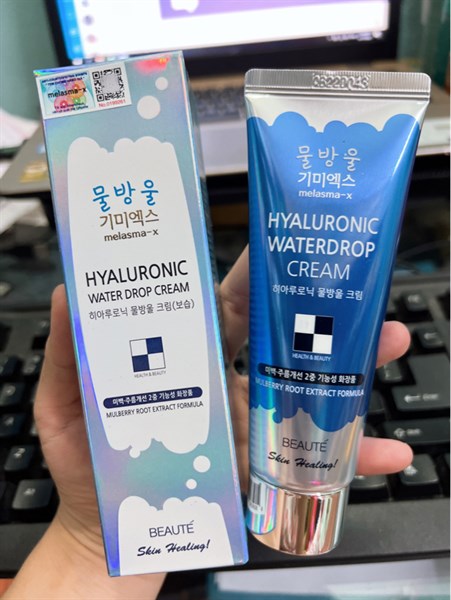 melasma-x
물방울
기미엑스
melasma-x
HYALURONIC
WATER DROP CREAM
히아루로닉 물방울 크림(보습)
HEALTH & BEAUTY
미백·주름개선 2중 기능성 화장품
MULBERRY ROOT EXTRACT FORMULA
BEAUTÉ
Skin Healing!
물방울
기미엑스
melasma-x
HYALURONIC
WATERDROP
CREAM
히아루로닉 물방울 크림
HEALTH & BEAUTY
미백·주름개선 2중 기능성 화장품
MULBERRY ROOT EXTRACT FORMULA
BEAUTÉ
Skin Healing!